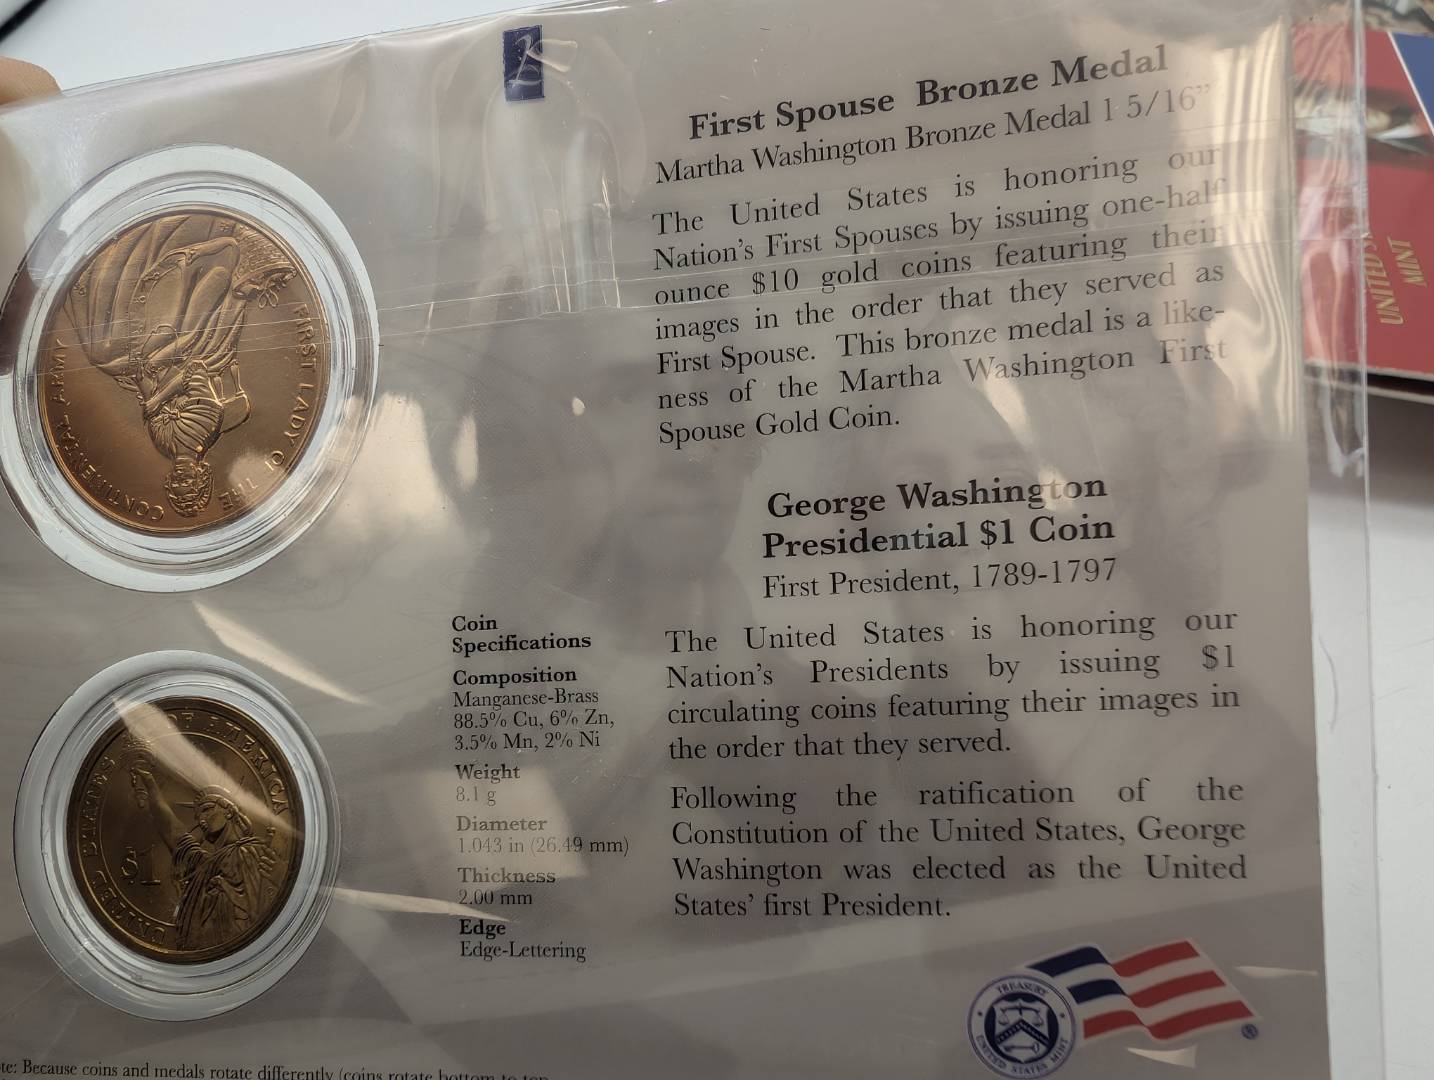 First Spouse Bronze Medal
Martha Washington Bronze Medal 1 5/16”
The United States is honoring our
Nation’s First Spouses by issuing one-half
ounce $10 gold coins featuring their
images in the order that they served as
First Spouse. This bronze medal is a like-
ness of the Martha Washington First
Spouse Gold Coin.
FIRST LADY OF THE
CONTINENTAL ARMY
George Washington
Presidential $1 Coin
First President, 1789-1797
The United States is honoring our
Nation’s Presidents by issuing $1
circulating coins featuring their images in
the order that they served.
Following the ratification of the
Constitution of the United States, George
Washington was elected as the United
States’ first President.
Coin
Specifications
Composition
Manganese-Brass
88.5% Cu, 6% Zn,
3.5% Mn, 2% Ni
Weight
8.1 g
Diameter
1.043 in (26.49 mm)
Thickness
2.00 mm
Edge
Edge-Lettering
UNITED STATES OF AMERICA
$1
TREASURY
UNITED STATES MINT
®
te: Because coins and medals rotate differently (coins rotate bottom to top
UNITED
MINT